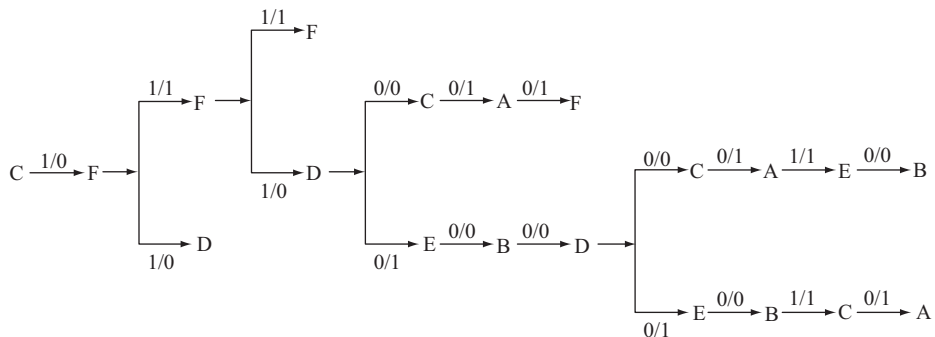 1/1
F
1/1 0/0 0/1 0/1
F C A F
1/0 0/0 0/1 1/1 0/0
C F D C A E B
1/0
0/0 0/0
D E B D
1/0 0/1
0/0 1/1 0/1
E B C A
0/1